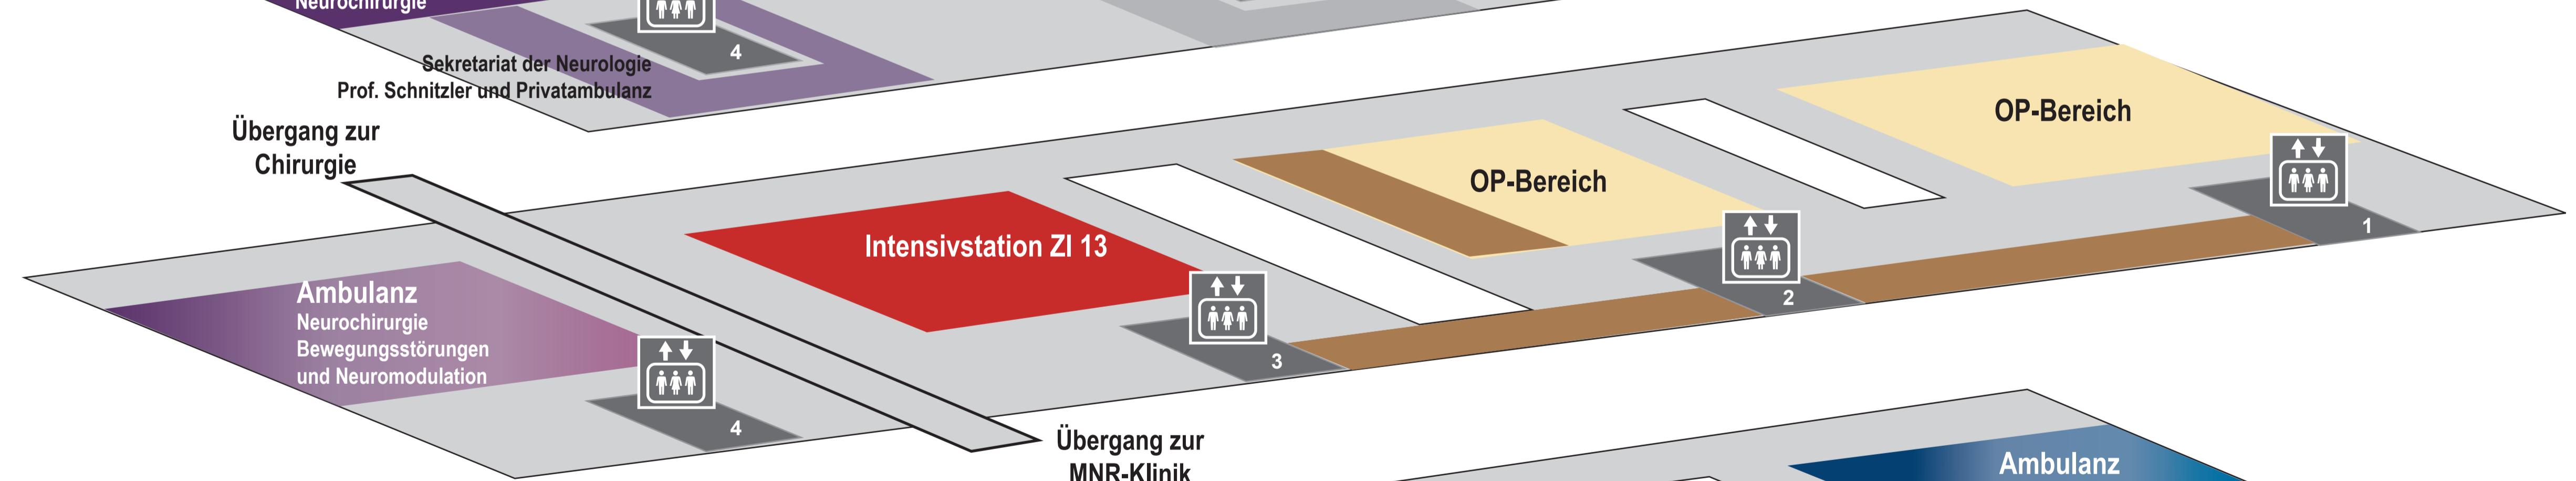 Neurochirurgie
4
Sekretariat der Neurologie
Prof. Schnitzler und Privatambulanz
Übergang zur
Chirurgie
OP-Bereich
1
OP-Bereich
2
Intensivstation ZI 13
3
Ambulanz
Neurochirurgie
Bewegungsstörungen
und Neuromodulation
4
Übergang zur
MNR-Klinik
Ambulanz